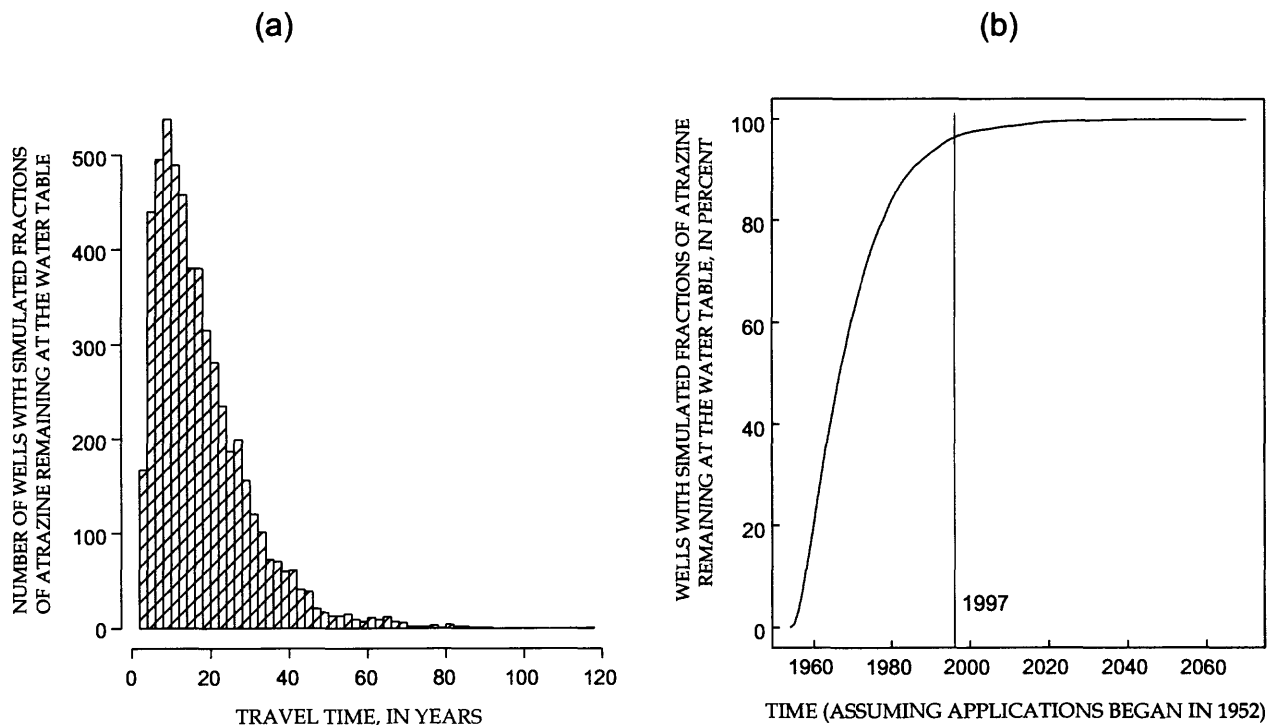 (a)
NUMBER OF WELLS WITH SIMULATED FRACTIONS
OF ATRAZINE REMAINING AT THE WATER TABLE
500
400
300
200
100
0
0 20 40 60 80 100 120
TRAVEL TIME, IN YEARS
(b)
WELLS WITH SIMULATED FRACTIONS OF ATRAZINE
REMAINING AT THE WATER TABLE, IN PERCENT
100
80
60
40
20
0
1997
1960 1980 2000 2020 2040 2060
TIME (ASSUMING APPLICATIONS BEGAN IN 1952)